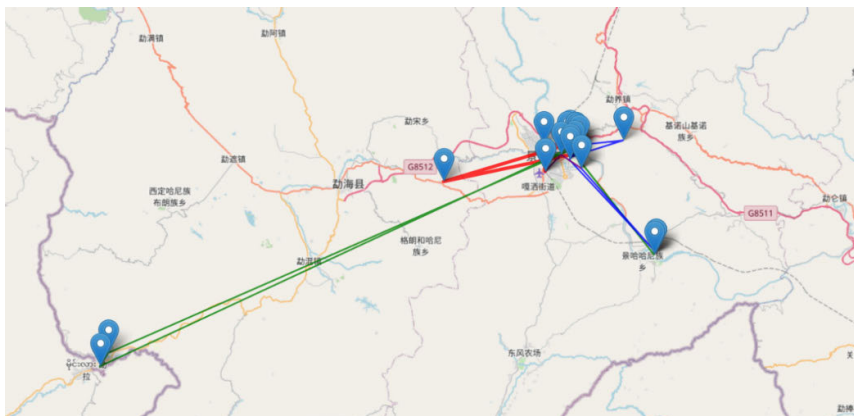 勐满镇
勐阿镇
勐宋乡
勐养镇
基诺山基诺
族乡
G8512
勐遮镇
勐海县
西定哈尼族
布朗族乡
嘎洒街道
勐仑镇
G8511
格朗和哈尼
族乡
勐混镇
景哈哈尼族
乡
东风农场
拉
关
勐捧